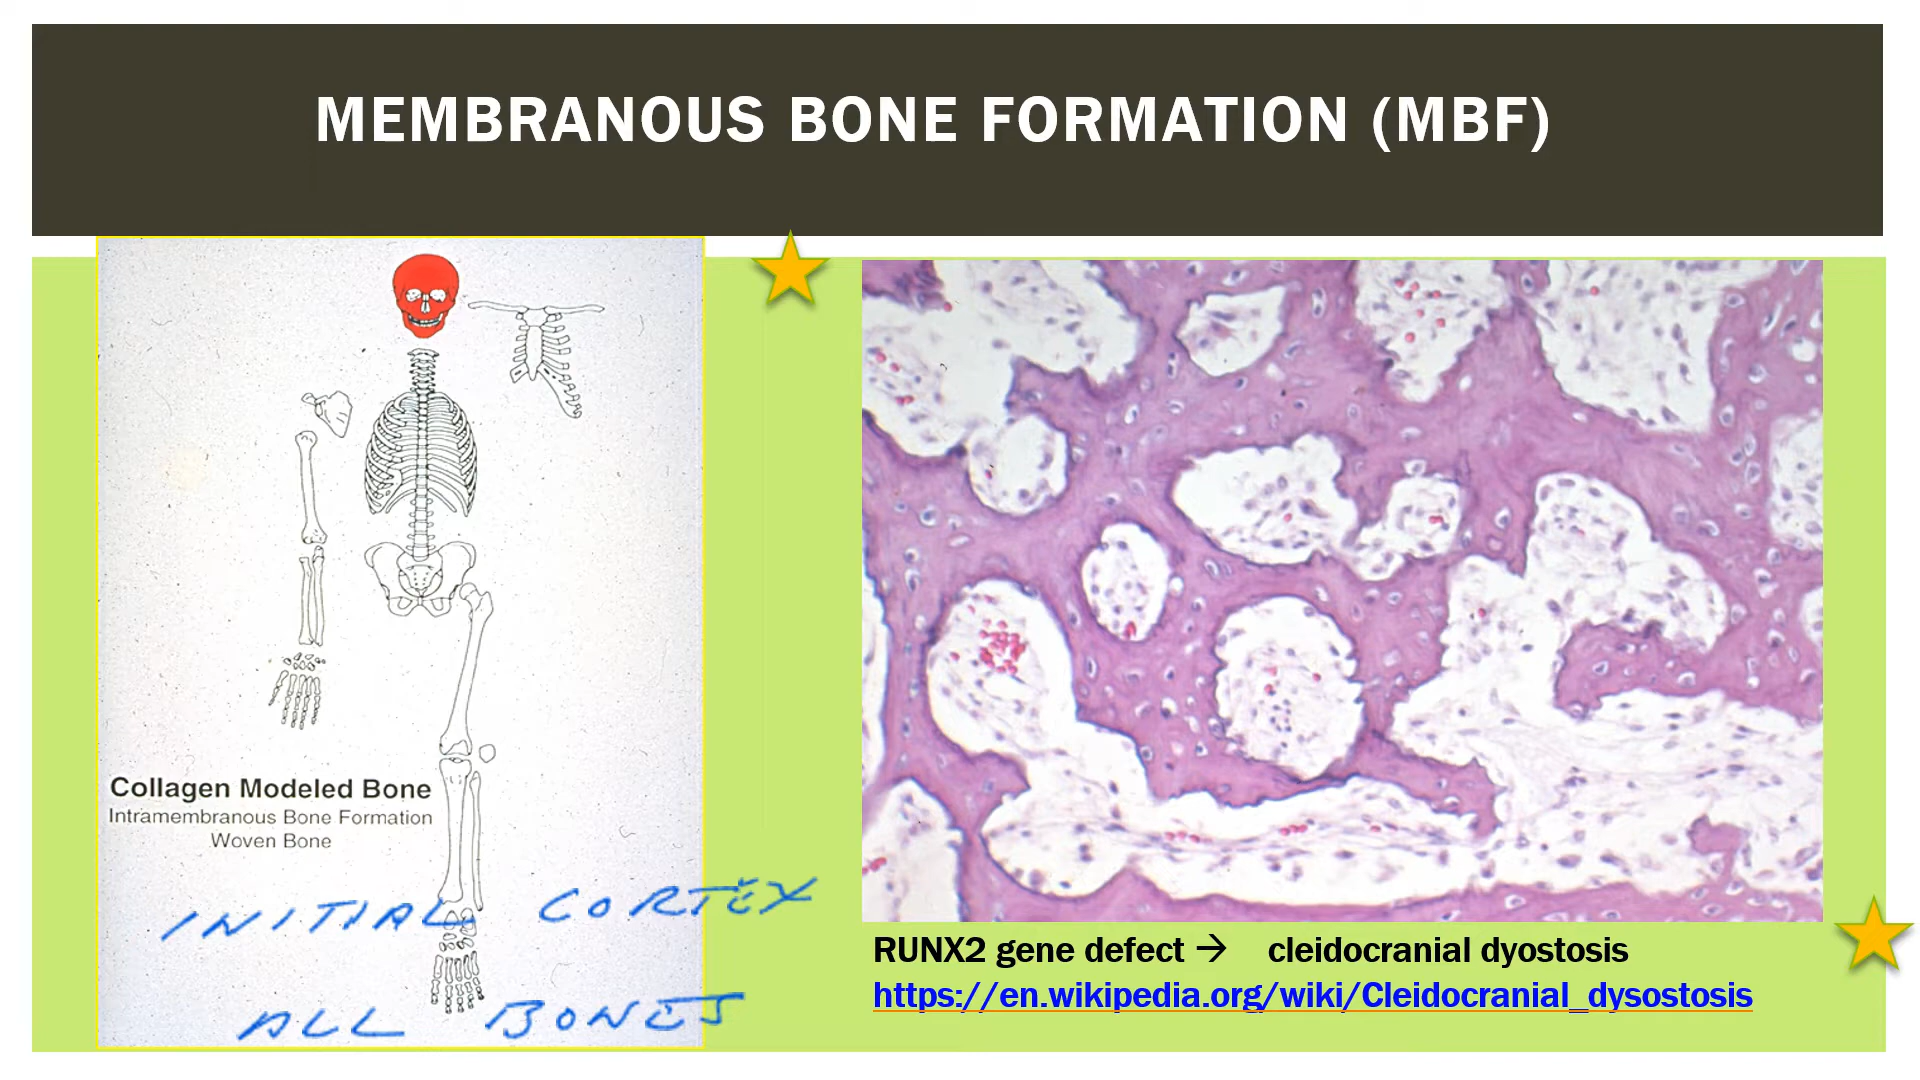 MEMBRANOUS BONE FORMATION (MBF)
Collagen Modeled Bone
Intramembranous Bone Formation
Woven Bone
INITIAL CORTEX
ALL BONES
RUNX2 gene defect → cleidocranial dyostosis
https://en.wikipedia.org/wiki/Cleidocranial_dysostosis